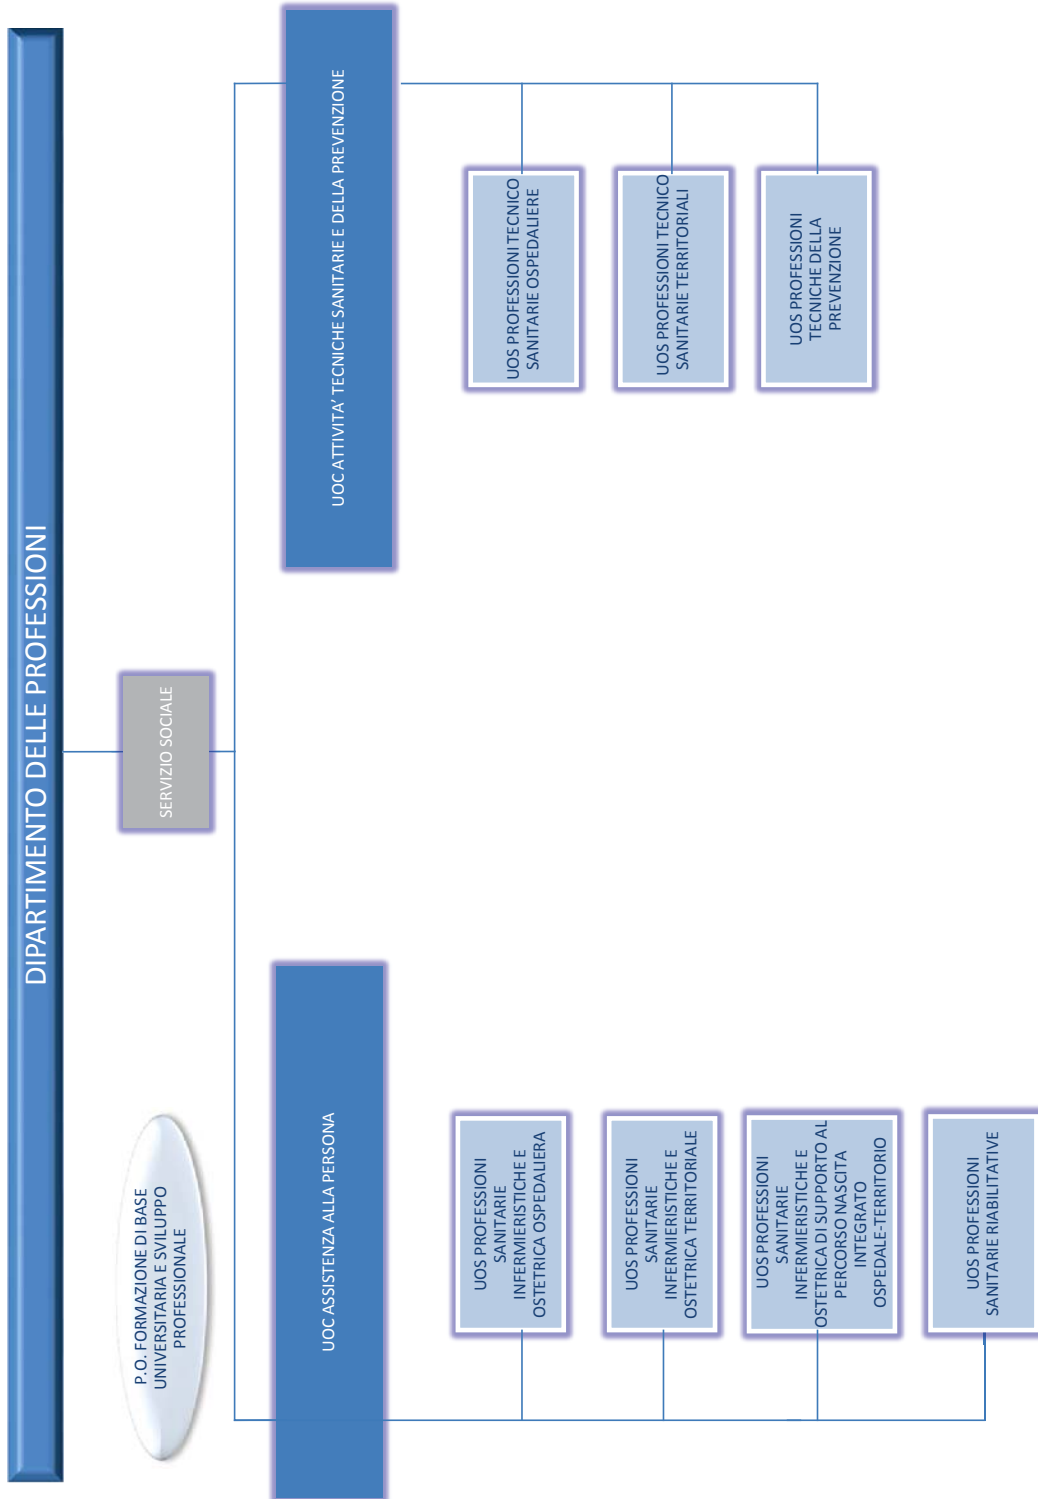 DIPARTIMENTO DELLE PROFESSIONI
P.O. FORMAZIONE DI BASE
UNIVERSITARIA E SVILUPPO
PROFESSIONALE
SERVIZIO SOCIALE
UOC ASSISTENZA ALLA PERSONA
UOS PROFESSIONI
SANITARIE
INFERMIERISTICHE E
OSTETRICA OSPEDALIERA
UOS PROFESSIONI
SANITARIE
INFERMIERISTICHE E
OSTETRICA TERRITORIALE
UOS PROFESSIONI
SANITARIE
INFERMIERISTICHE E
OSTETRICA DI SUPPORTO AL
PERCORSO NASCITA
INTEGRATO
OSPEDALE-TERRITORIO
UOS PROFESSIONI
SANITARIE RIABILITATIVE
UOC ATTIVITA’ TECNICHE SANITARIE E DELLA PREVENZIONE
UOS PROFESSIONI TECNICO
SANITARIE OSPEDALIERE
UOS PROFESSIONI TECNICO
SANITARIE TERRITORIALI
UOS PROFESSIONI
TECNICHE DELLA
PREVENZIONE